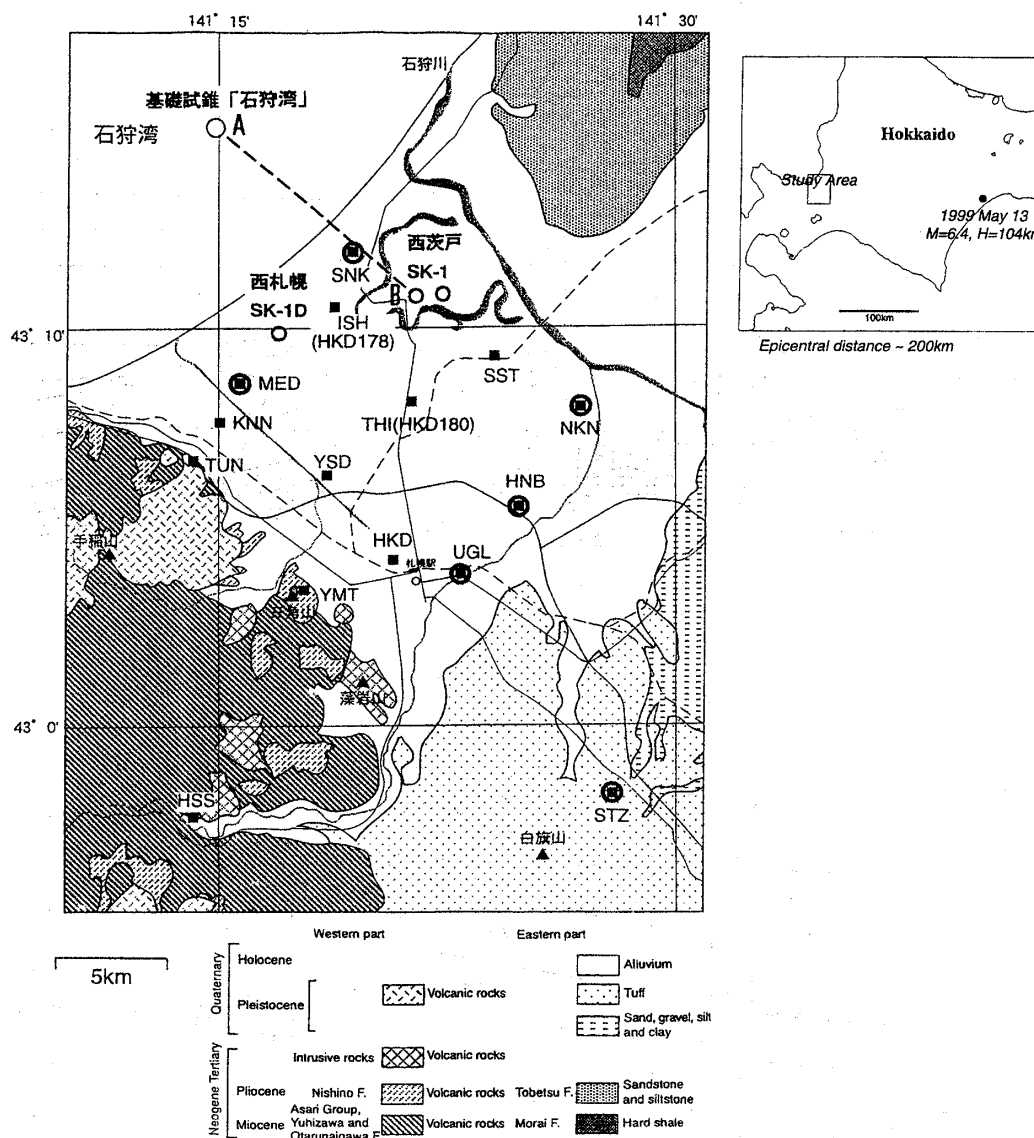 141° 15'
141° 30'
石狩川
基礎試錐「石狩湾」
A
石狩湾
西茨戸
SNK
SK-1
B
西札幌
SK-1D
ISH
(HKD178)
43° 10'
SST
MED
THI(HKD180)
NKN
KNN
TUN
YSD
HNB
HKD
UGL
札幌駅
手稲山
YMT
藻岩山
43° 0'
HSS
STZ
白旗山
Hokkaido
Study Area
1999 May 13
M=6.4, H=104km
100km
Epicentral distance ~ 200km
5km
Western part
Eastern part
Quaternary
Holocene
Alluvium
Pleistocene
Volcanic rocks
Tuff
Sand, gravel, silt
and clay
Neogene Tertiary
Intrusive rocks
Volcanic rocks
Pliocene
Nishino F.
Volcanic rocks
Tobetsu F.
Sandstone
and siltstone
Miocene
Asari Group,
Yuhizawa and
Otarunaigawa F.
Volcanic rocks
Morai F.
Hard shale